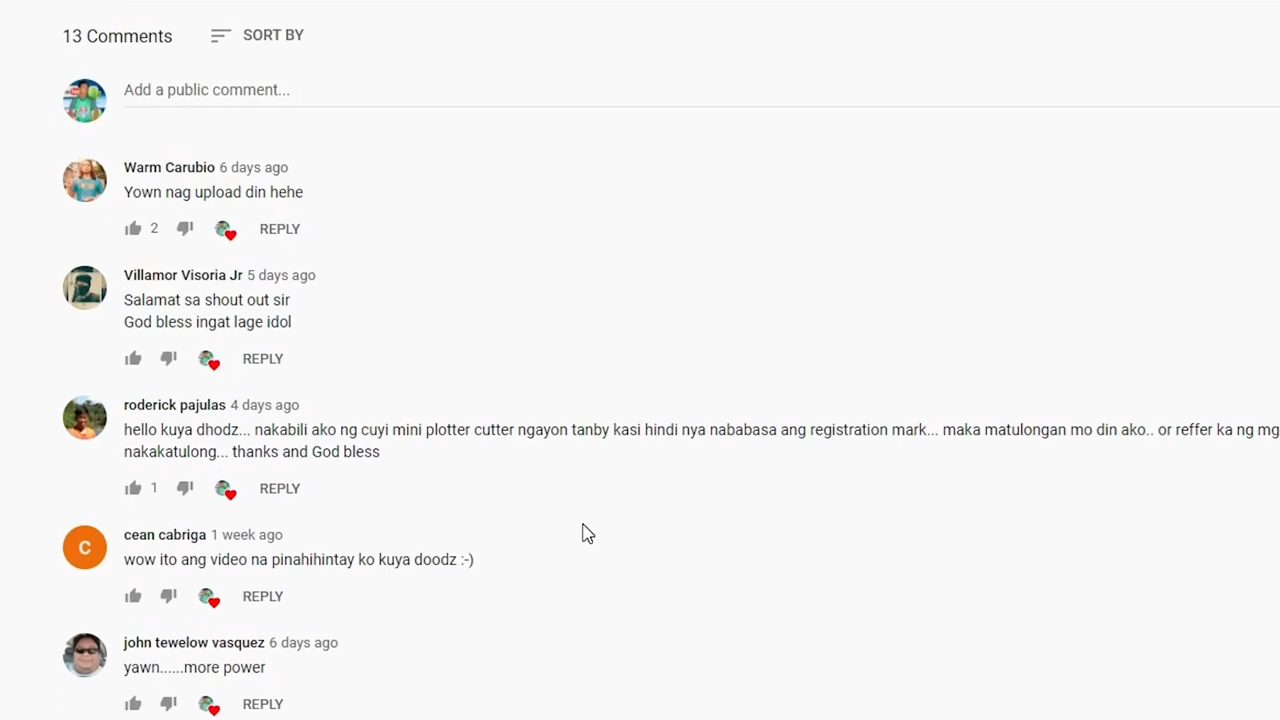 13 Comments SORT BY
Add a public comment...
Warm Carubio 6 days ago
Yown nag upload din hehe
2 REPLY
Villamor Visoria Jr 5 days ago
Salamat sa shout out sir
God bless ingat lage idol
REPLY
roderick pajulas 4 days ago
hello kuya dhodz... nakabili ako ng cuyi mini plotter cutter ngayon tanby kasi hindi nya nababasa ang registration mark... maka matulongan mo din ako.. or reffer ka ng mg
nakakatulong... thanks and God bless
1 REPLY
cean cabriga 1 week ago
C
wow ito ang video na pinahihintay ko kuya doodz :-)
REPLY
john tewelow vasquez 6 days ago
yawn......more power
REPLY